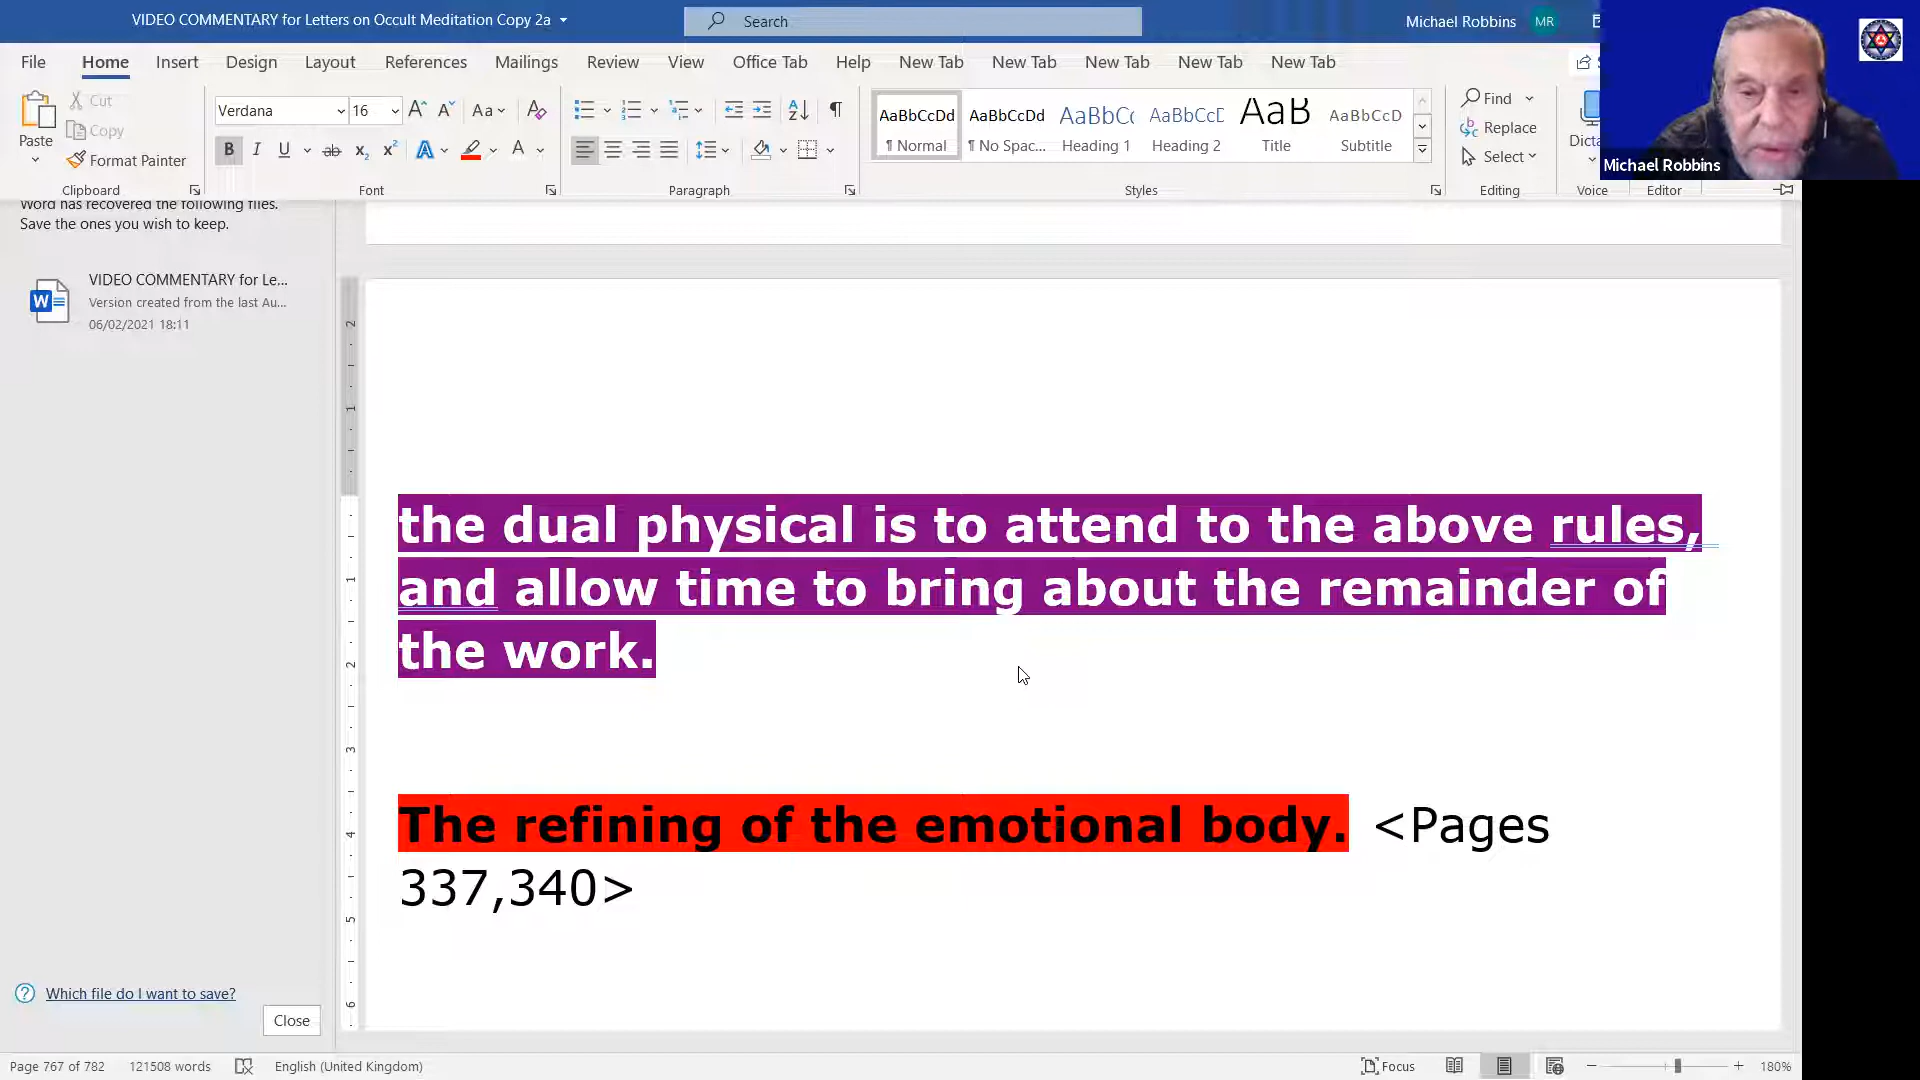 VIDEO COMMENTARY for Letters on Occult Meditation Copy 2a
Search
Michael Robbins MR
File Home Insert Design Layout References Mailings Review View Office Tab Help New Tab New Tab New Tab New Tab New Tab
Paste
Cut
Copy
Format Painter
Clipboard
Verdana 16
Font
Paragraph
AaBbCcDd AaBbCcDd AaBbCc AaBbCcD AaB AaBbCcD
¶ Normal ¶ No Spac... Heading 1 Heading 2 Title Subtitle
Styles
Find
Replace
Select
Editing
Voice
Editor
Michael Robbins
Word has recovered the following files.
Save the ones you wish to keep.
VIDEO COMMENTARY for Le...
Version created from the last Au...
06/02/2021 18:11
the dual physical is to attend to the above rules,
and allow time to bring about the remainder of
the work.
The refining of the emotional body. <Pages
337,340>
Which file do I want to save?
Close
Page 767 of 782 121508 words English (United Kingdom) Focus 180%